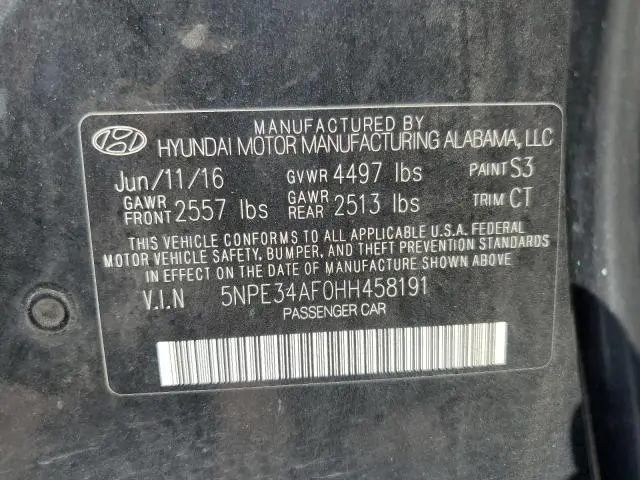 MANUFACTURED BY
HYUNDAI MOTOR MANUFACTURING ALABAMA, LLC
Jun/11/16 GVWR 4497 lbs PAINT S3
GAWR FRONT 2557 lbs GAWR REAR 2513 lbs TRIM CT
THIS VEHICLE CONFORMS TO ALL APPLICABLE U.S.A. FEDERAL
MOTOR VEHICLE SAFETY, BUMPER, AND THEFT PREVENTION STANDARDS
IN EFFECT ON THE DATE OF MANUFACTURE SHOWN ABOVE
V.I.N 5NPE34AF0HH458191
PASSENGER CAR